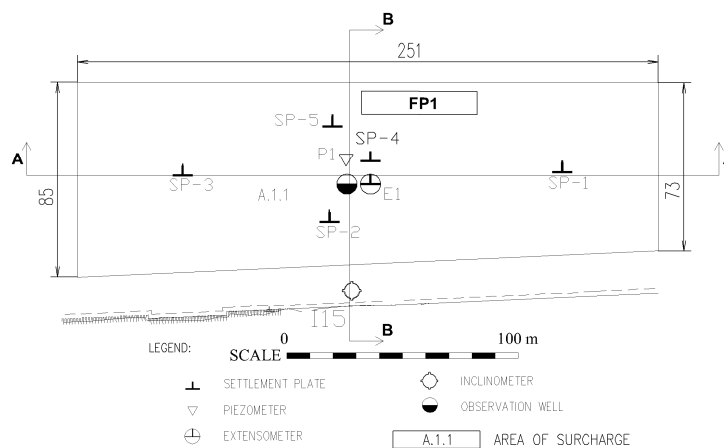 B
251
FP1
SP-5
SP-4
P1
A
SP-3
A.1.1
E1
SP-1
85
73
SP-2
I15
B
LEGEND:
SCALE
0
100 m
SETTLEMENT PLATE
INCLINOMETER
PIEZOMETER
OBSERVATION WELL
EXTENSOMETER
A.1.1
AREA OF SURCHARGE